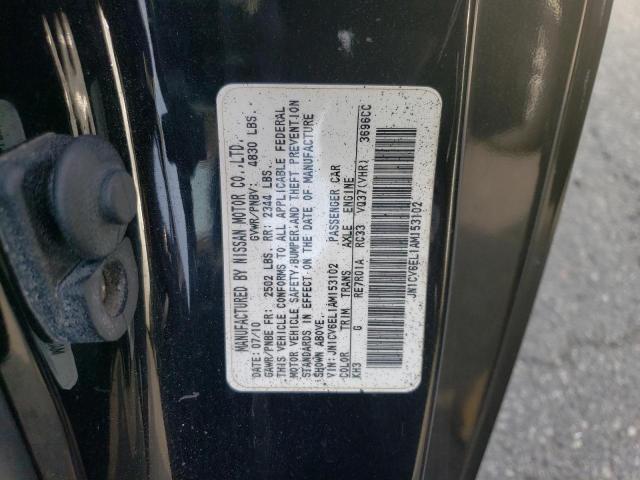 MANUFACTURED BY NISSAN MOTOR CO.,LTD.
DATE: 07/10 GVWR/PNBV: 4830 LBS.
GAWR/PNBE FR: 2502 LBS. RR: 2344 LBS.
THIS VEHICLE CONFORMS TO ALL APPLICABLE FEDERAL
MOTOR VEHICLE SAFETY,BUMPER,AND THEFT PREVENTION
STANDARDS IN EFFECT ON THE DATE OF MANUFACTURE
SHOWN ABOVE.
VIN: JN1CV6EL1AM153102 PASSENGER CAR
COLOR TRIM TRANS AXLE ENGINE
KH3 G RE7R01A RC33 VQ37(VHR) 3696CC
JN1CV6EL1AM153102